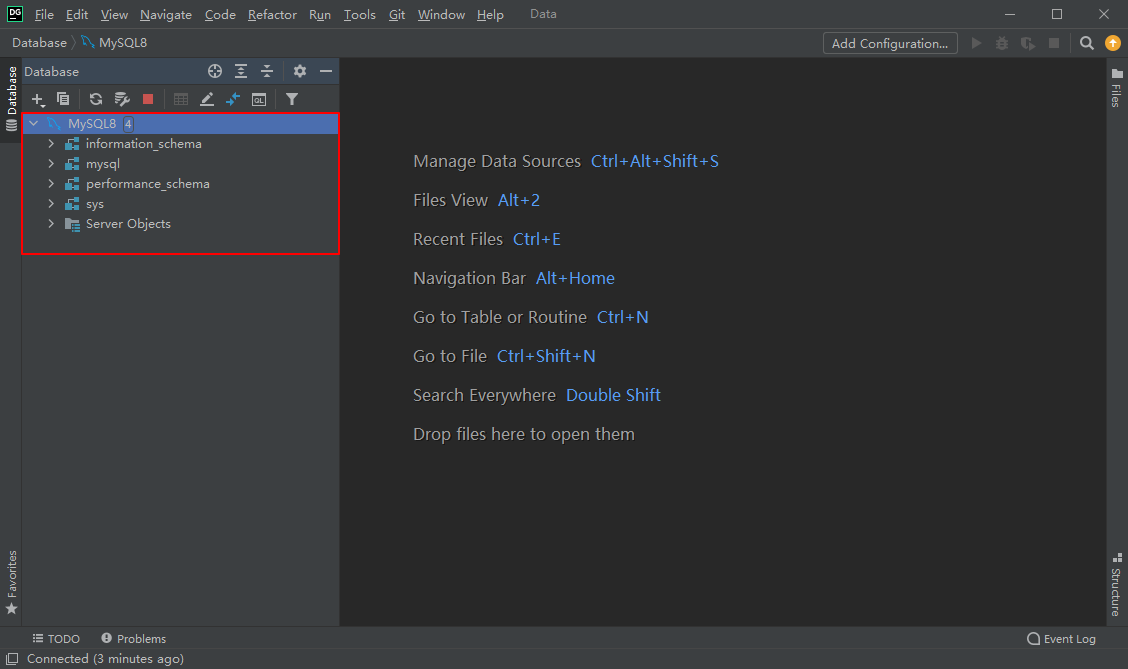 DG File Edit View Navigate Code Refactor Run Tools Git Window Help Data
Database MySQL8 Add Configuration...
Database
Database
QL
MySQL8 4
information_schema
mysql
performance_schema
sys
Server Objects
Manage Data Sources Ctrl+Alt+Shift+S
Files View Alt+2
Recent Files Ctrl+E
Navigation Bar Alt+Home
Go to Table or Routine Ctrl+N
Go to File Ctrl+Shift+N
Search Everywhere Double Shift
Drop files here to open them
Files
Favorites
Structure
TODO Problems Event Log
Connected (3 minutes ago)